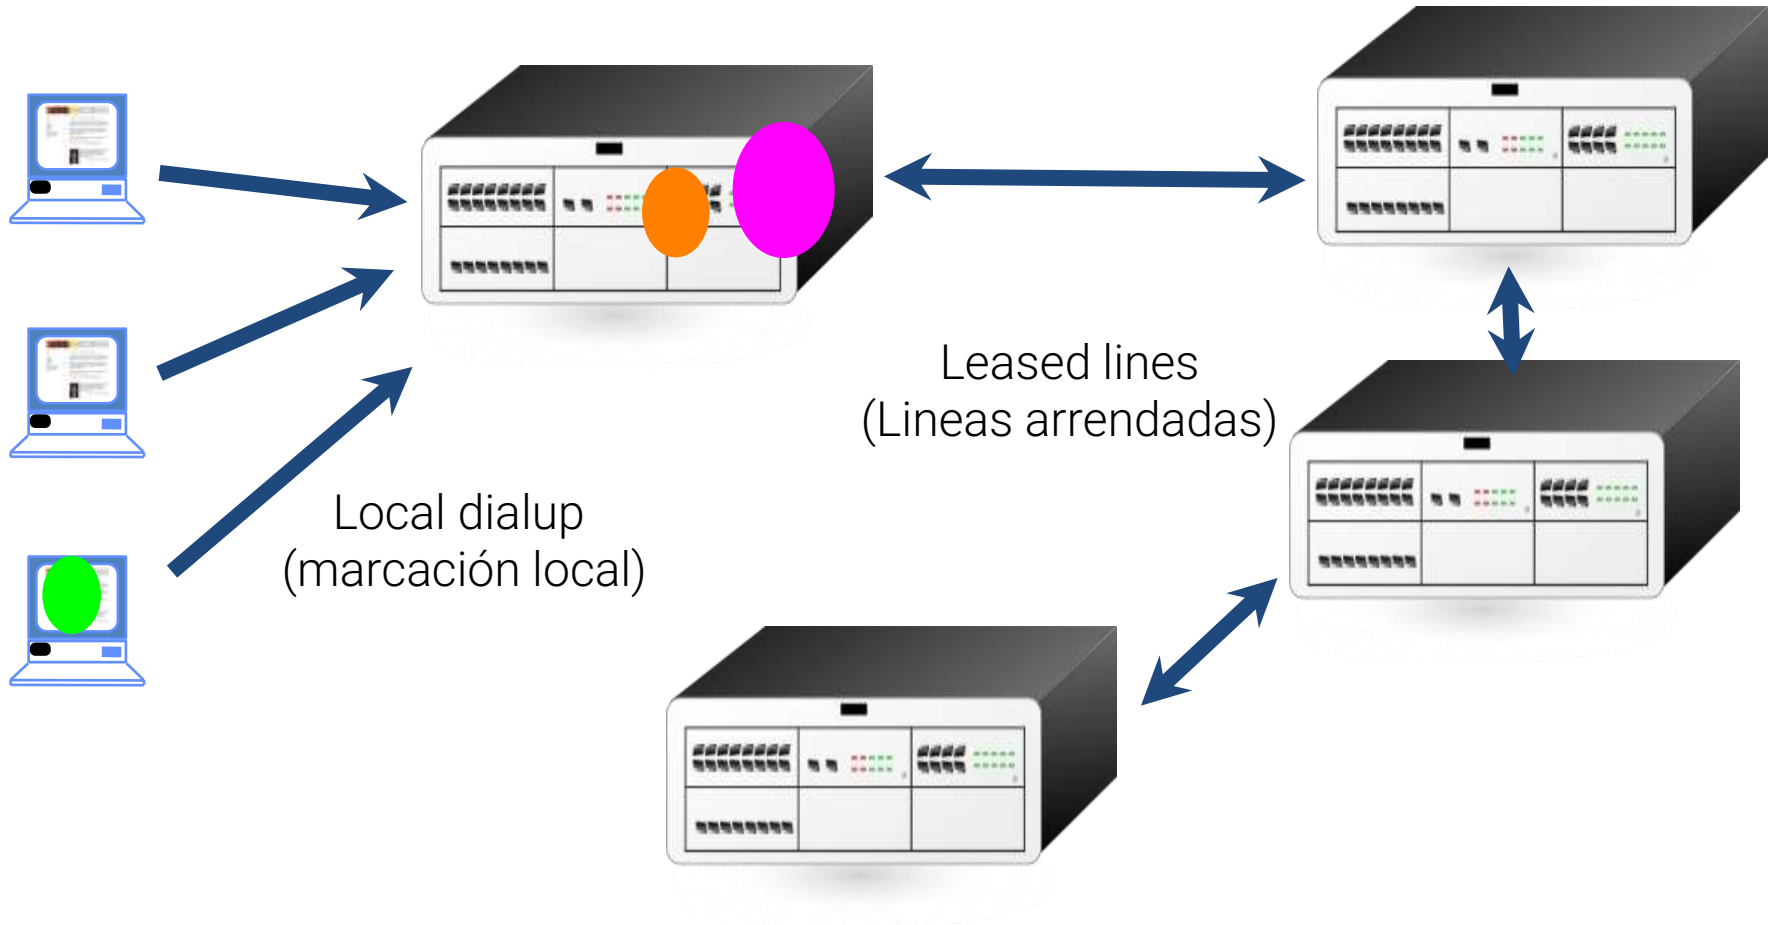 Leased lines
(Lineas arrendadas)
Local dialup
(marcación local)